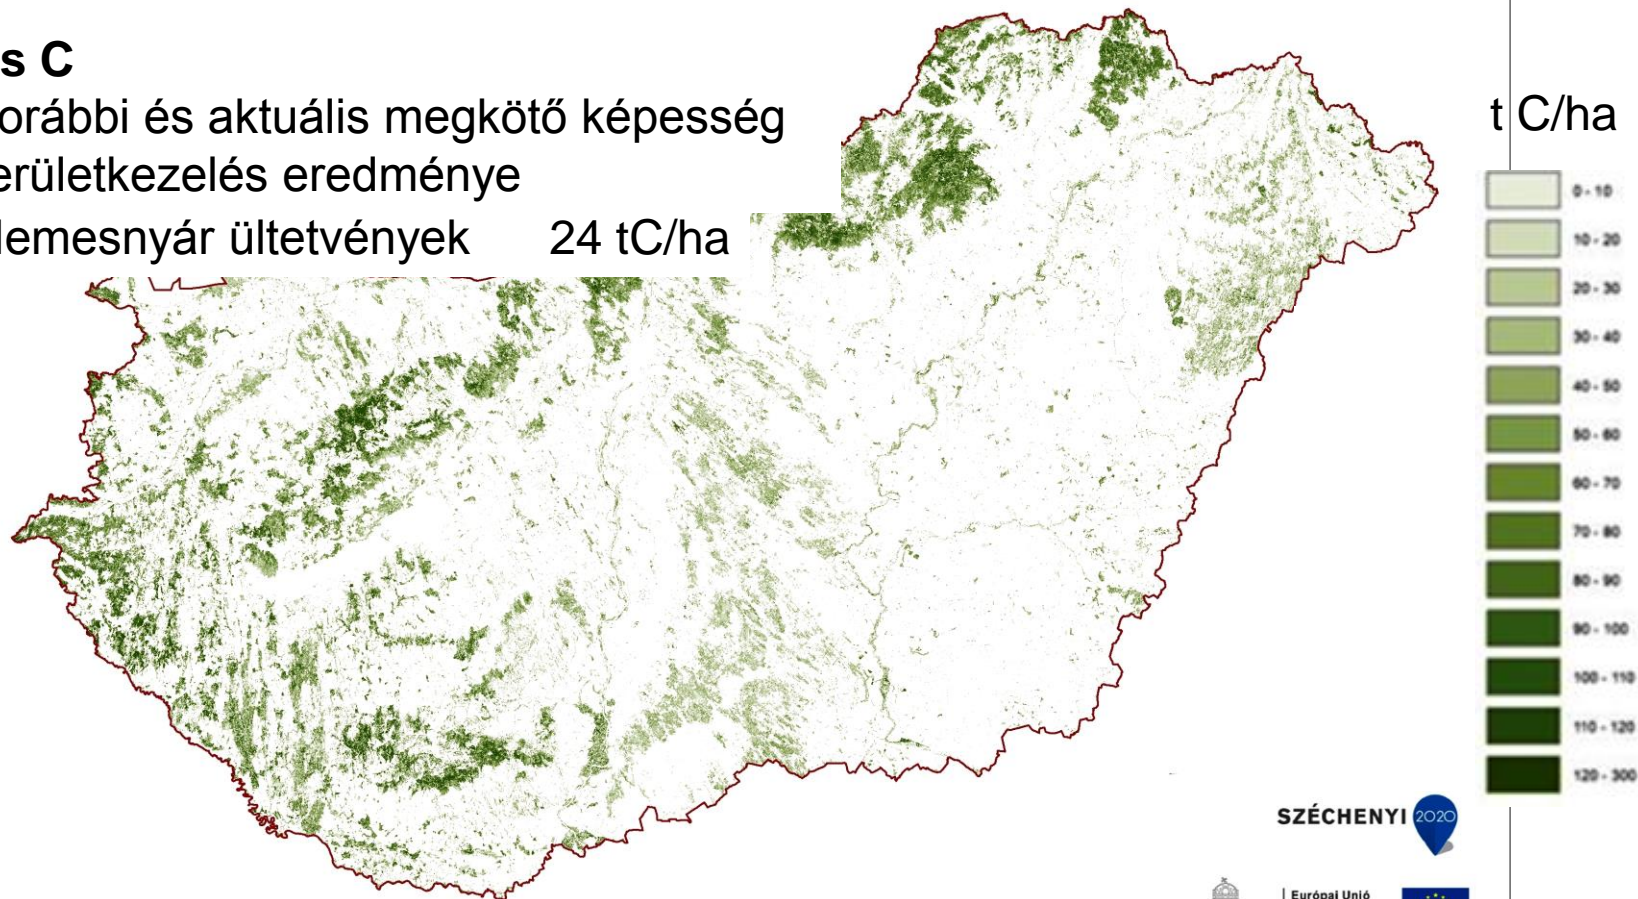 s C
orábbi és aktuális megkötő képesség
erületkezelés eredménye
lemesnyár ültetvények 24 tC/ha
t C/ha
0 - 10
10 - 20
20 - 30
30 - 40
40 - 50
50 - 60
60 - 70
70 - 80
80 - 90
90 - 100
100 - 110
110 - 120
120 - 300
SZÉCHENYI 2020
Európai Unió